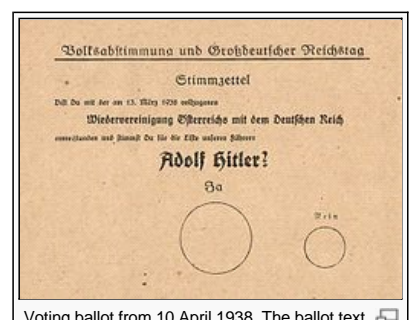 Volksabstimmung und Großdeutscher Reichstag
Stimmzettel
Bist Du mit der am 13. März 1938 vollzogenen
Wiedervereinigung Österreichs mit dem Deutschen Reich
einverstanden und stimmst Du für die Liste unseres Führers
Adolf Hitler?
Ja
Nein
Voting ballot from 10 April 1938. The ballot text